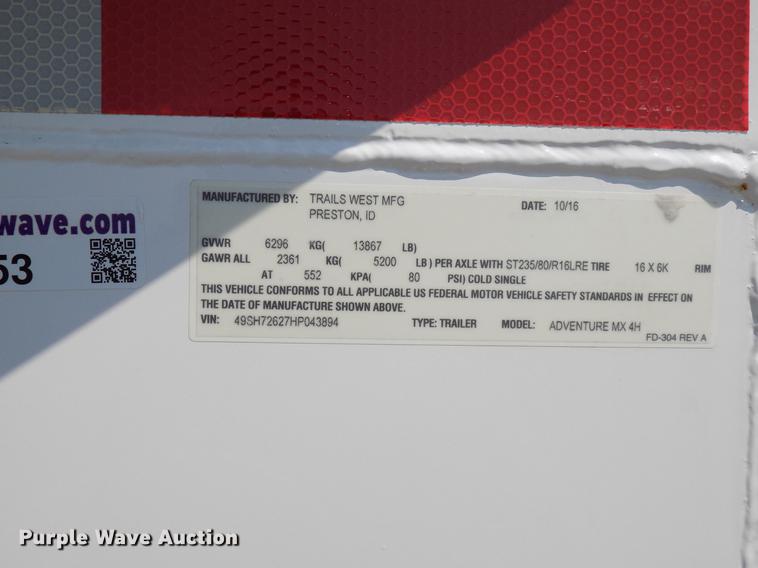 wave.com
53
MANUFACTURED BY: TRAILS WEST MFG DATE: 10/16
PRESTON, ID
GVWR 6296 KG( 13867 LB)
GAWR ALL 2361 KG( 5200 LB ) PER AXLE WITH ST235/80/R16LRE TIRE 16 X 6K RIM
AT 552 KPA( 80 PSI) COLD SINGLE
THIS VEHICLE CONFORMS TO ALL APPLICABLE US FEDERAL MOTOR VEHICLE SAFETY STANDARDS IN EFFECT ON
THE DATE OF MANUFACTURE SHOWN ABOVE.
VIN: 49SH72627HP043894 TYPE: TRAILER MODEL: ADVENTURE MX 4H
FD-304 REV A
Purple Wave Auction